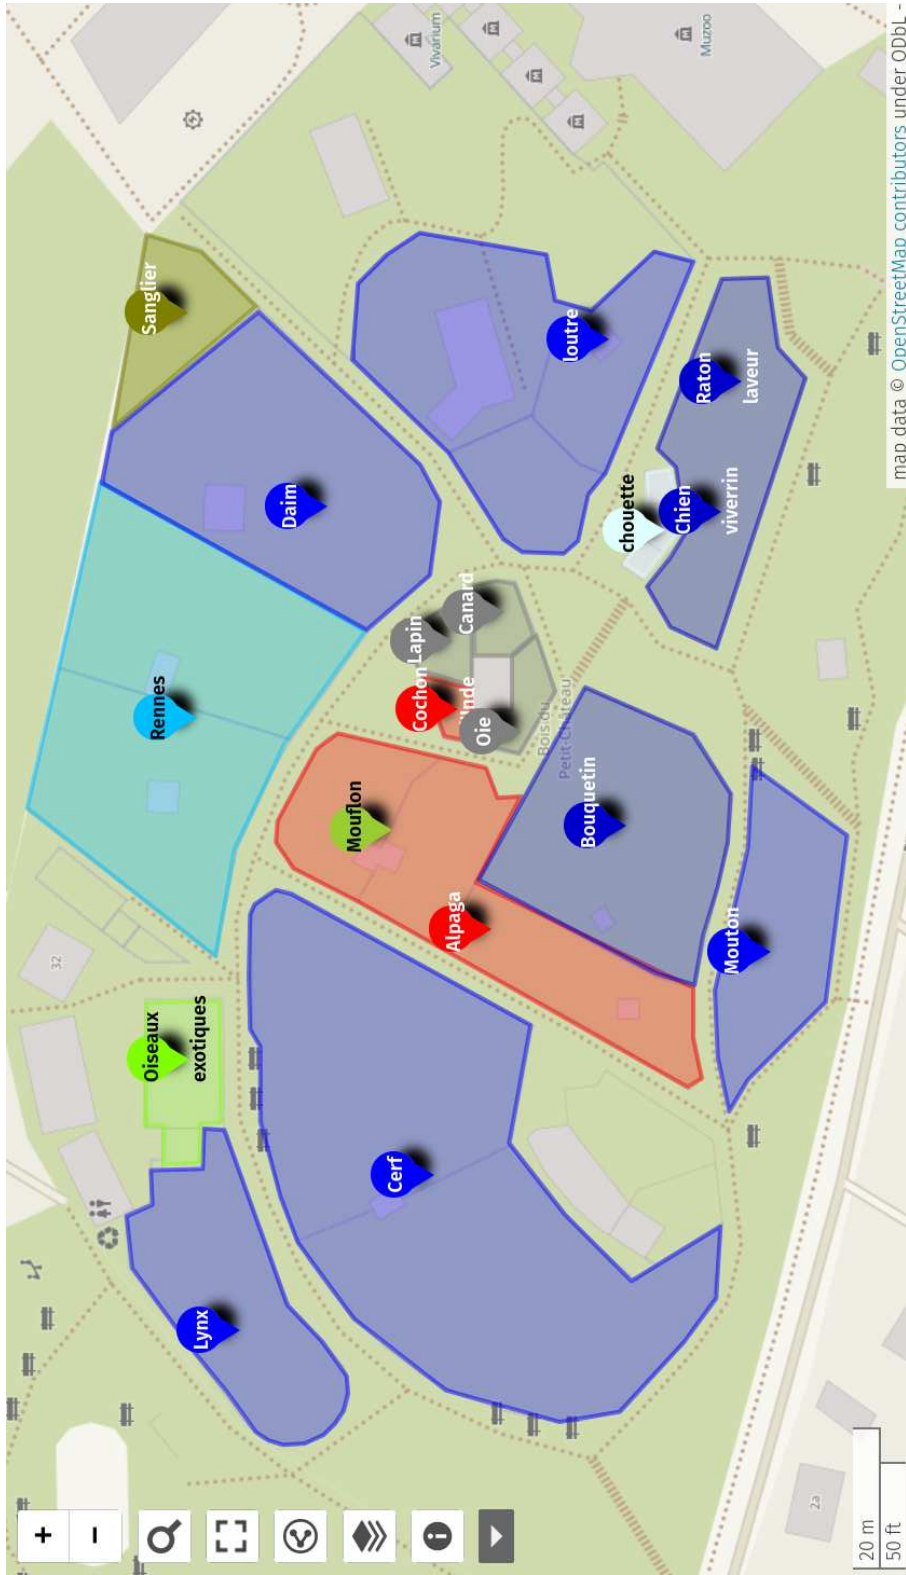 +
−
32
Oiseaux
exotiques
Sanglier
Rennes
Lynx
Daim
Mouflon
Cerf
Cochon
Lapin
Vivarium
Alpaga
Canard
Oie
Bois du
Petit-Château
loutre
Bouquetin
chouette
Chien
viverrin
Raton
laveur
Muzoo
Mouton
2a
20 m
50 ft
map data © OpenStreetMap contributors under ODbL -